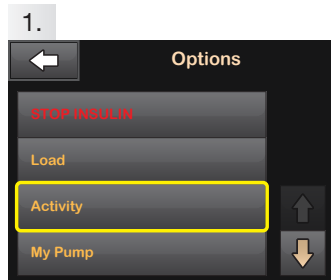 1.
Options
STOP INSULIN
Load
Activity
My Pump